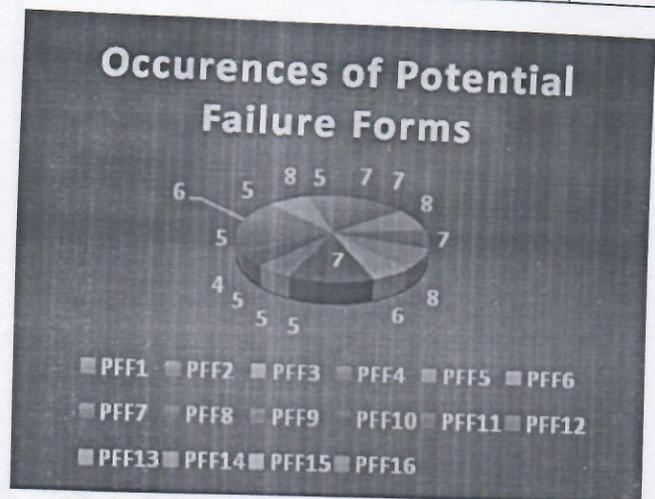 Occurences of Potential
Failure Forms
6 5 8 5 7 7 8
5 7 7
4 5 5 5 6 8
PFF1 PFF2 PFF3 PFF4 PFF5 PFF6
PFF7 PFF8 PFF9 PFF10 PFF11 PFF12
PFF13 PFF14 PFF15 PFF16